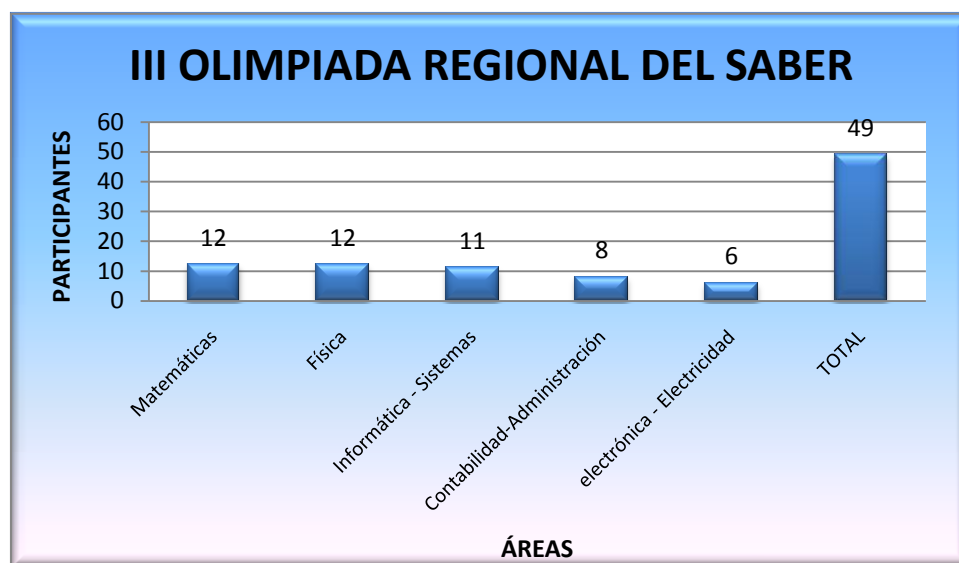 III OLIMPIADA REGIONAL DEL SABER
PARTICIPANTES
60
50
40
30
20
10
0
12
12
11
8
6
49
Matemáticas
Física
Informática - Sistemas
Contabilidad-Administración
electrónica - Electricidad
TOTAL
ÁREAS